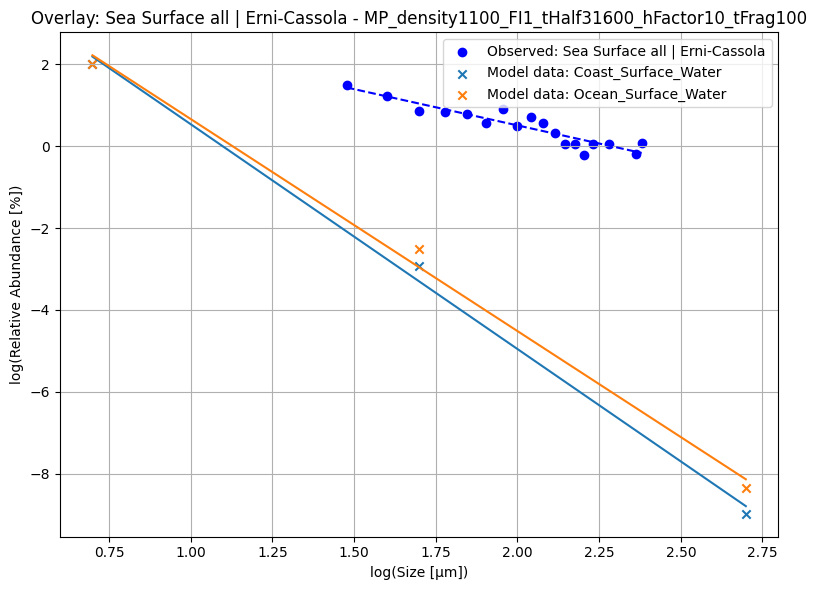 Overlay: Sea Surface all | Erni-Cassola - MP_density1100_FI1_tHalf31600_hFactor10_tFrag100
Observed: Sea Surface all | Erni-Cassola
Model data: Coast_Surface_Water
Model data: Ocean_Surface_Water
log(Relative Abundance [%])
2
0
−2
−4
−6
−8
0.75 1.00 1.25 1.50 1.75 2.00 2.25 2.50 2.75
log(Size [µm])